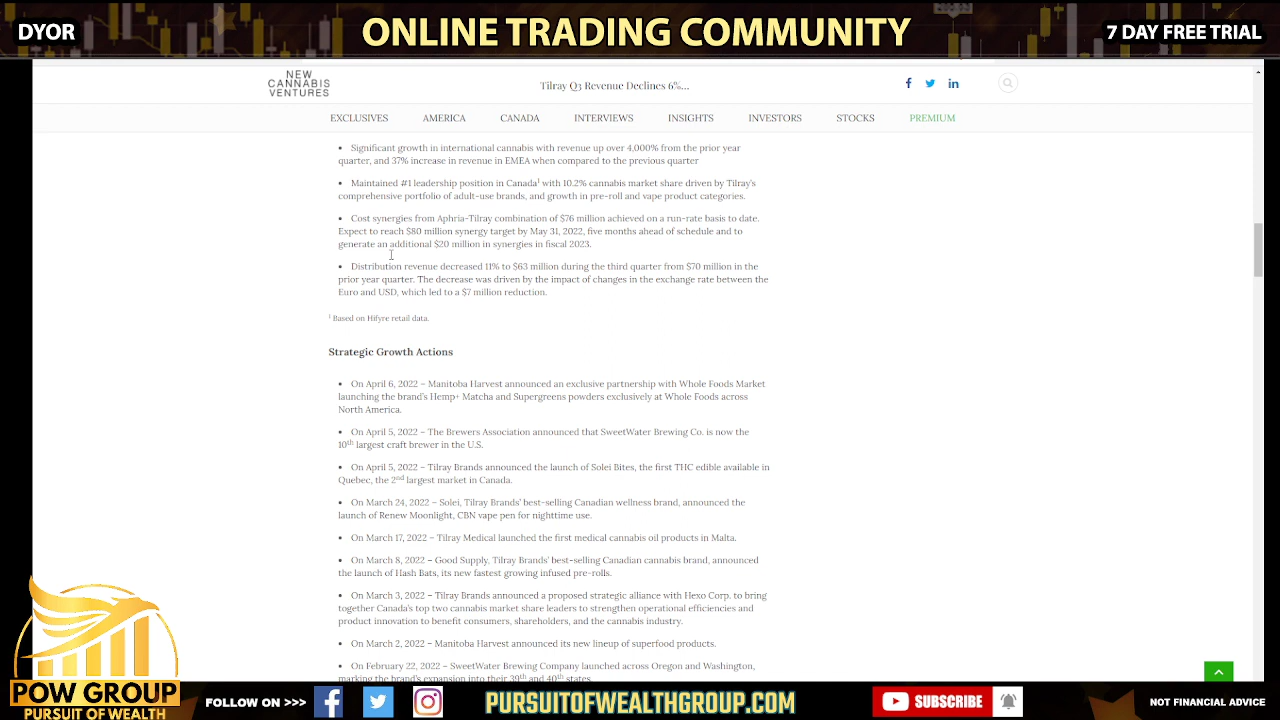 DYOR
ONLINE TRADING COMMUNITY
7 DAY FREE TRIAL
NEW
CANNABIS
VENTURES
Tilray Q3 Revenue Declines 6%...
EXCLUSIVES AMERICA CANADA INTERVIEWS INSIGHTS INVESTORS STOCKS PREMIUM
• Significant growth in international cannabis with revenue up over 4,000% from the prior year
quarter, and 37% increase in revenue in EMEA when compared to the previous quarter
• Maintained #1 leadership position in Canada¹ with 10.2% cannabis market share driven by Tilray's
comprehensive portfolio of adult-use brands, and growth in pre-roll and vape product categories.
• Cost synergies from Aphria-Tilray combination of $76 million achieved on a run-rate basis to date.
Expect to reach $80 million synergy target by May 31, 2022, five months ahead of schedule and to
generate an additional $20 million in synergies in fiscal 2023.
• Distribution revenue decreased 11% to $63 million during the third quarter from $70 million in the
prior year quarter. The decrease was driven by the impact of changes in the exchange rate between the
Euro and USD, which led to a $7 million reduction.
¹ Based on Hifyre retail data.
Strategic Growth Actions
• On April 6, 2022 – Manitoba Harvest announced an exclusive partnership with Whole Foods Market
launching the brand's Hemp+ Matcha and Supergreens powders exclusively at Whole Foods across
North America.
• On April 5, 2022 – The Brewers Association announced that SweetWater Brewing Co. is now the
10th largest craft brewer in the U.S.
• On April 5, 2022 – Tilray Brands announced the launch of Solei Bites, the first THC edible available in
Quebec, the 2nd largest market in Canada.
• On March 24, 2022 – Solei, Tilray Brands' best-selling Canadian wellness brand, announced the
launch of Renew Moonlight, CBN vape pen for nighttime use.
• On March 17, 2022 – Tilray Medical launched the first medical cannabis oil products in Malta.
• On March 8, 2022 – Good Supply, Tilray Brands' best-selling Canadian cannabis brand, announced
the launch of Hash Bats, its new fastest growing infused pre-rolls.
• On March 3, 2022 – Tilray Brands announced a proposed strategic alliance with Hexo Corp. to bring
together Canada's top two cannabis market share leaders to strengthen operational efficiencies and
product innovation to benefit consumers, shareholders, and the cannabis industry.
• On March 2, 2022 – Manitoba Harvest announced its new lineup of superfood products.
• On February 22, 2022 – SweetWater Brewing Company launched across Oregon and Washington,
marking the brand's expansion into their 39th and 40th states.
POW GROUP
PURSUIT OF WEALTH
FOLLOW ON >>>
PURSUITOFWEALTHGROUP.COM
SUBSCRIBE
NOT FINANCIAL ADVICE